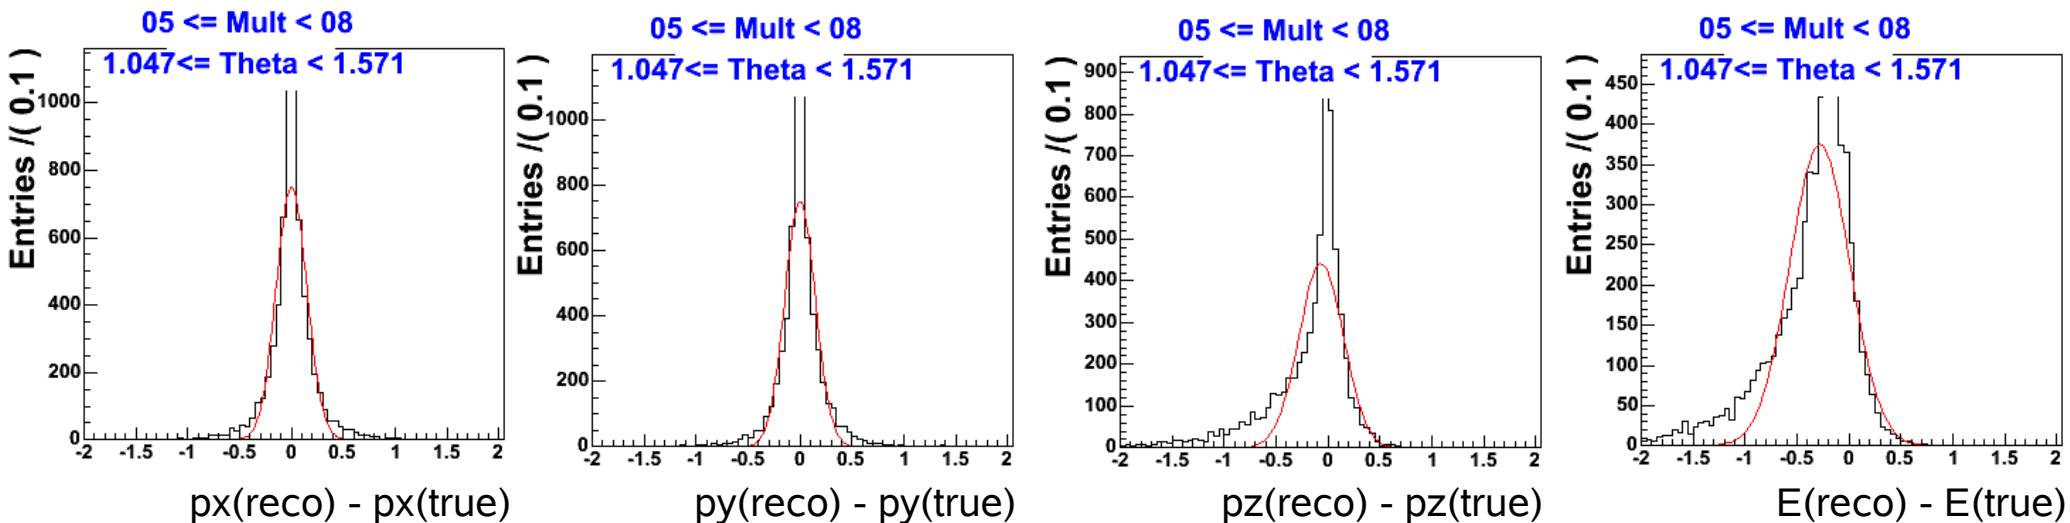 05 <= Mult < 08
1.047<= Theta < 1.571
Entries /( 0.1 )
1000
800
600
400
200
0
-2 -1.5 -1 -0.5 0 0.5 1 1.5 2
px(reco) - px(true)
05 <= Mult < 08
1.047<= Theta < 1.571
Entries /( 0.1 )
1000
800
600
400
200
0
-2 -1.5 -1 -0.5 0 0.5 1 1.5 2
py(reco) - py(true)
05 <= Mult < 08
1.047<= Theta < 1.571
Entries /( 0.1 )
900
800
700
600
500
400
300
200
100
0
-2 -1.5 -1 -0.5 0 0.5 1 1.5 2
pz(reco) - pz(true)
05 <= Mult < 08
1.047<= Theta < 1.571
Entries /( 0.1 )
450
400
350
300
250
200
150
100
50
0
-2 -1.5 -1 -0.5 0 0.5 1 1.5 2
E(reco) - E(true)